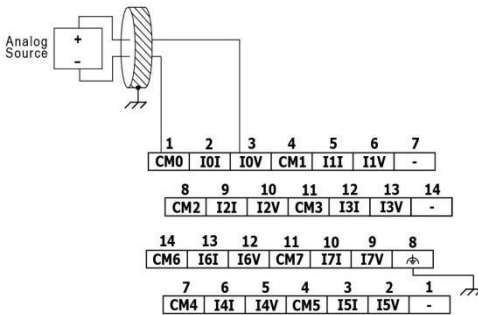 Analog
Source
+
-
1 2 3 4 5 6 7
CM0 I0I I0V CM1 I1I I1V -
8 9 10 11 12 13 14
CM2 I2I I2V CM3 I3I I3V -
14 13 12 11 10 9 8
CM6 I6I I6V CM7 I7I I7V
7 6 5 4 3 2 1
CM4 I4I I4V CM5 I5I I5V -